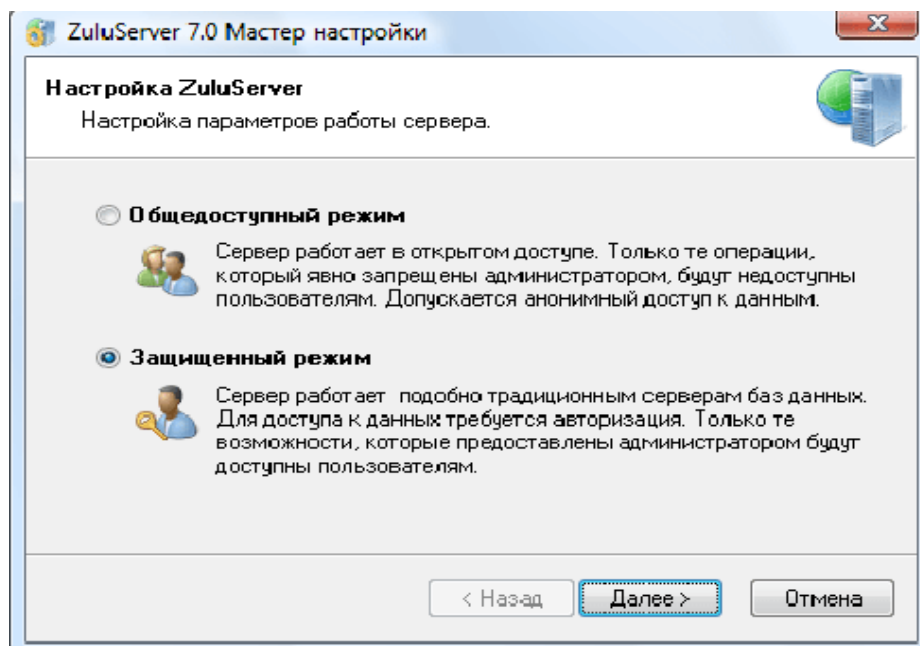 ZuluServer 7.0 Мастер настройки
Настройка ZuluServer
Настройка параметров работы сервера.
Общедоступный режим
Сервер работает в открытом доступе. Только те операции,
который явно запрещены администратором, будут недоступны
пользователям. Допускается анонимный доступ к данным.
Защищенный режим
Сервер работает подобно традиционным серверам баз данных.
Для доступа к данных требуется авторизация. Только те
возможности, которые предоставлены администратором будут
доступны пользователям.
< Назад
Далее >
Отмена